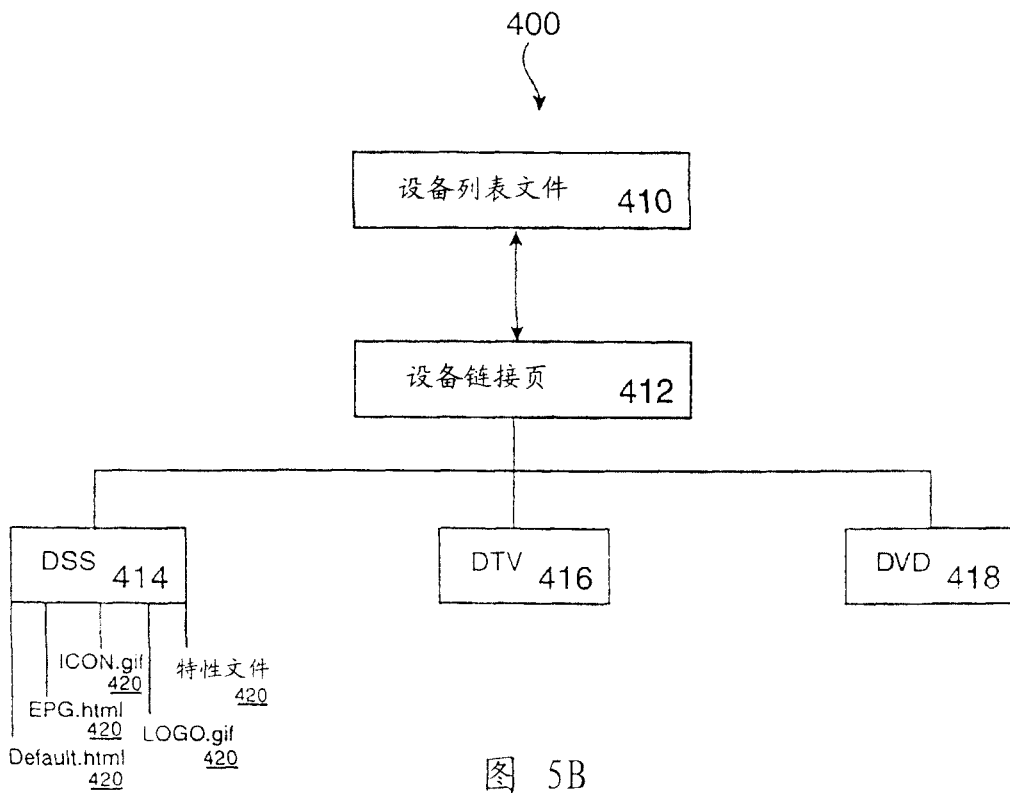 400
设备列表文件 410
设备链接页 412
DSS 414
DTV 416
DVD 418
ICON.gif
420
特性文件
420
EPG.html
420
LOGO.gif
420
Default.html
420
图 5B